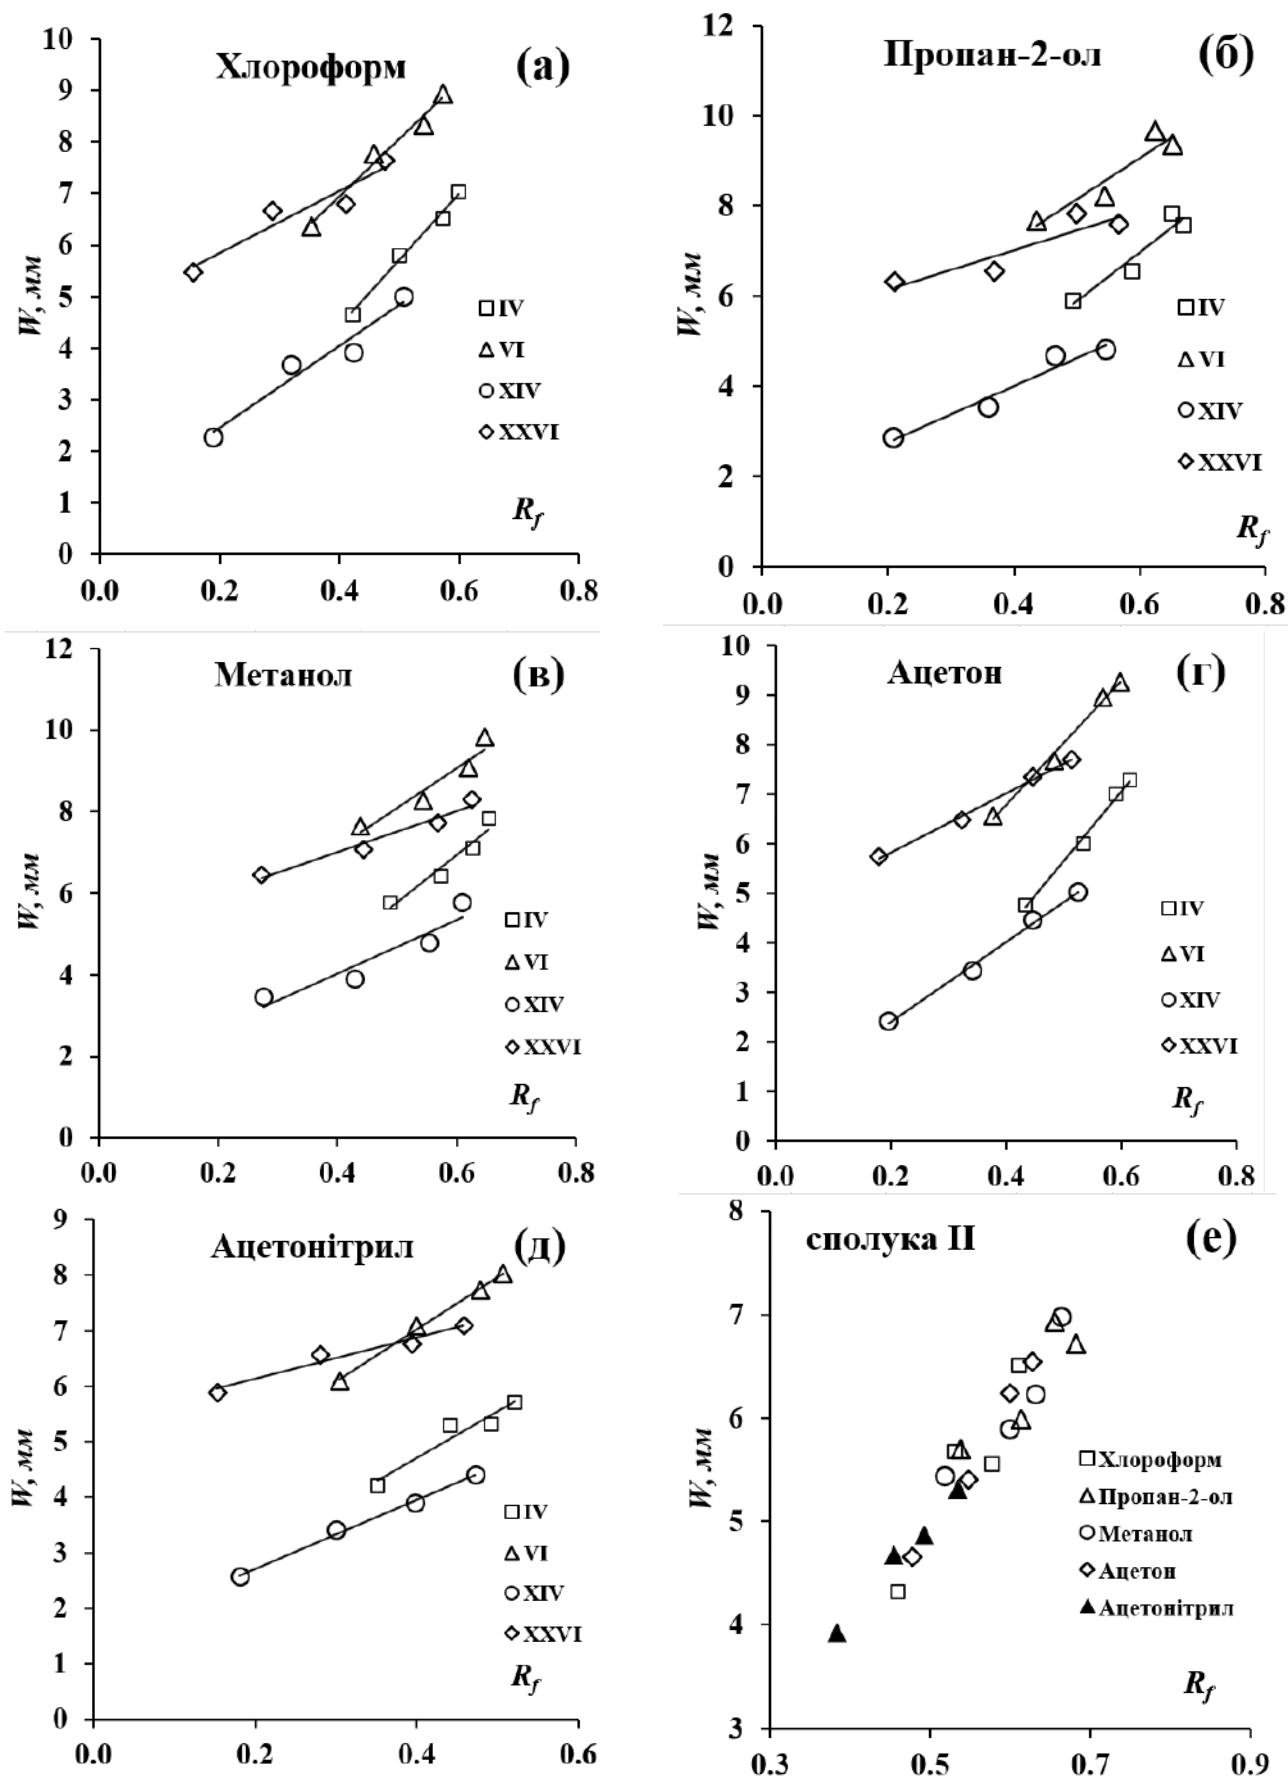 Хлороформ
(а)
W, мм
10
9
8
7
6
5
4
3
2
1
0
IV
VI
XIV
XXVI
R_f
0.0 0.2 0.4 0.6 0.8
Пропан-2-ол
(б)
W, мм
12
10
8
6
4
2
0
IV
VI
XIV
XXVI
R_f
0.0 0.2 0.4 0.6 0.8
Метанол
(в)
W, мм
12
10
8
6
4
2
0
IV
VI
XIV
XXVI
R_f
0.0 0.2 0.4 0.6 0.8
Ацетон
(г)
W, мм
10
9
8
7
6
5
4
3
2
1
0
IV
VI
XIV
XXVI
R_f
0.0 0.2 0.4 0.6 0.8
Ацетонітрил
(д)
W, мм
9
8
7
6
5
4
3
2
1
0
IV
VI
XIV
XXVI
R_f
0.0 0.2 0.4 0.6
сполука II
(е)
W, мм
8
7
6
5
4
3
Хлороформ
Пропан-2-ол
Метанол
Ацетон
Ацетонітрил
R_f
0.3 0.5 0.7 0.9